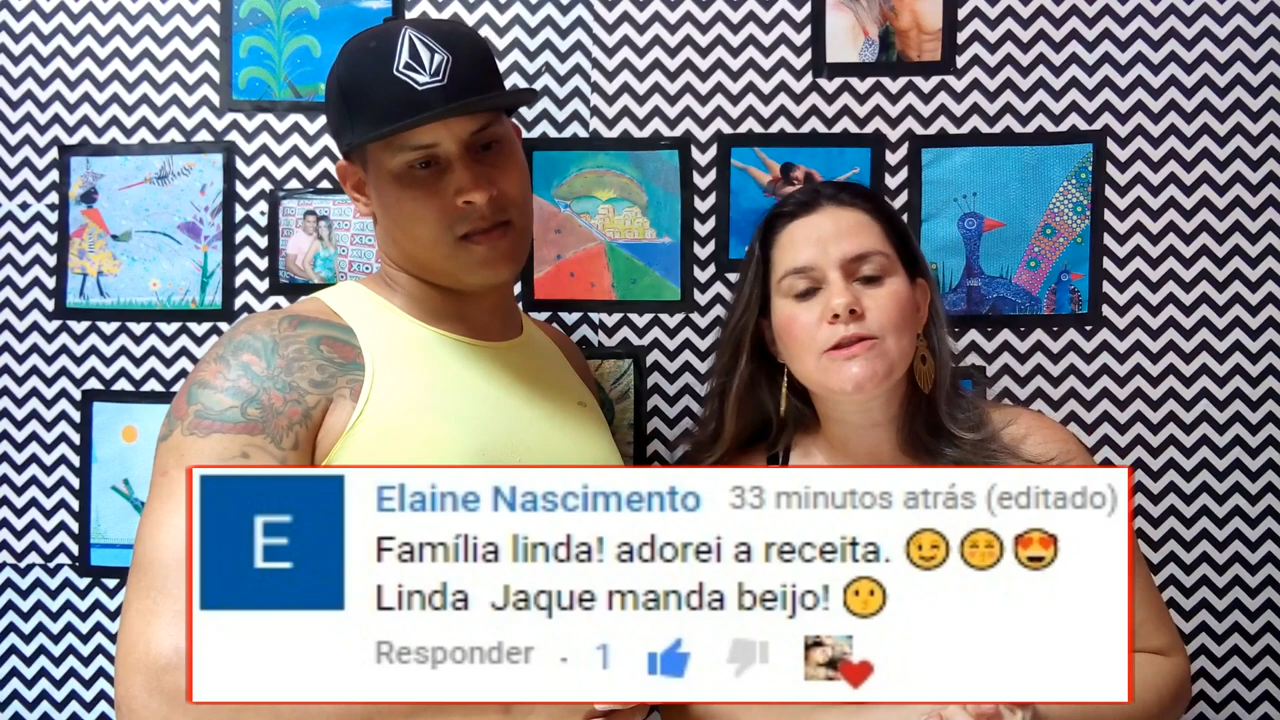 E
Elaine Nascimento 33 minutos atrás (editado)
Família linda! adorei a receita. 😉😚😍
Linda Jaque manda beijo! 😗
Responder . 1